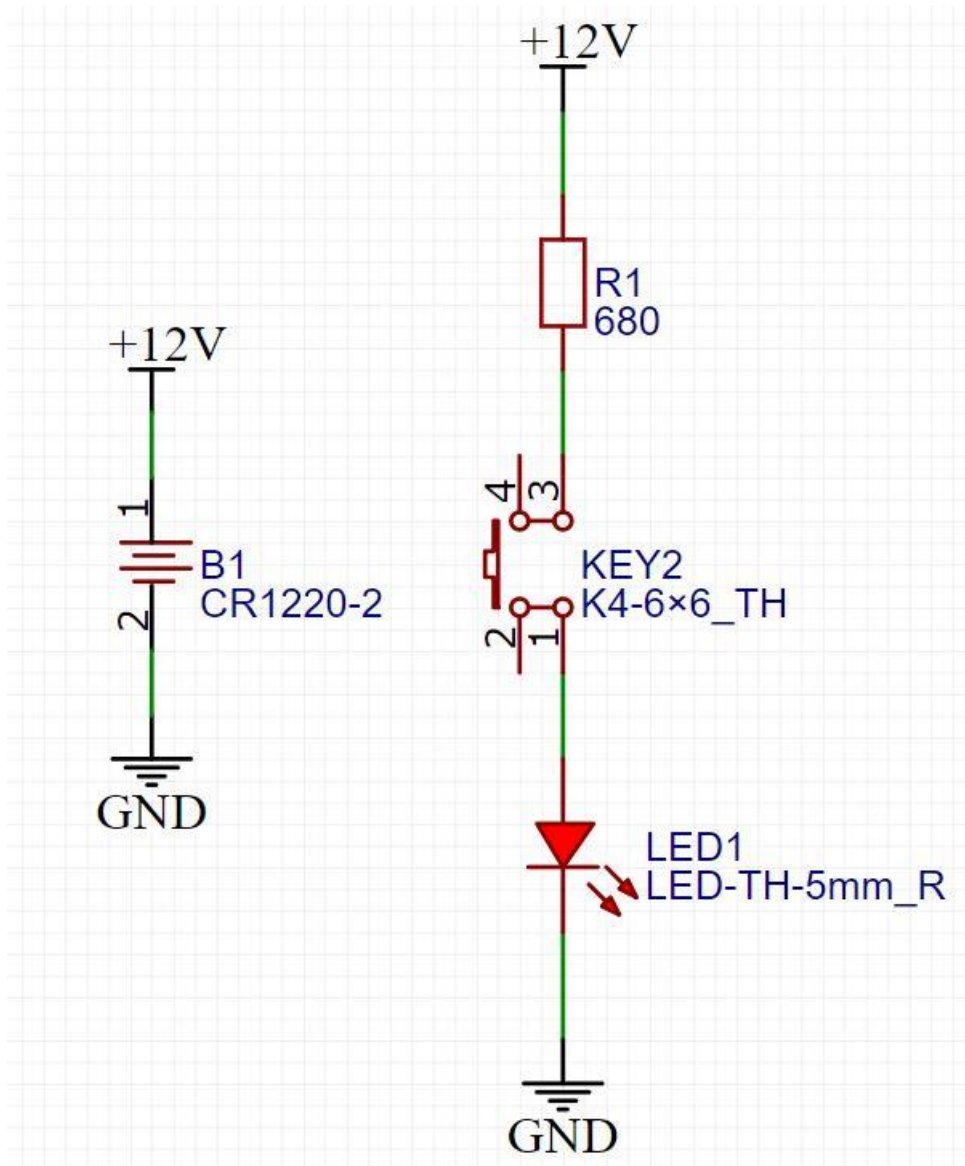 +12V
R1
680
+12V
4
3
1
B1
CR1220-2
2
KEY2
K4-6×6_TH
2
1
GND
LED1
LED-TH-5mm_R
GND